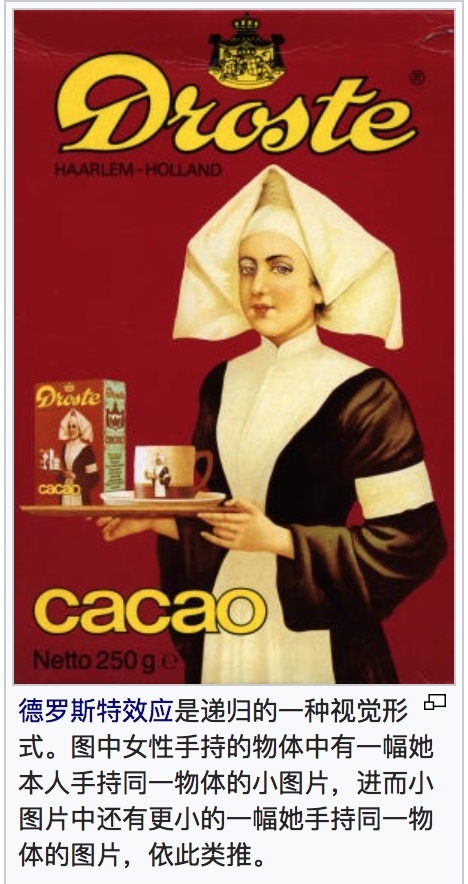 Droste ®
HAARLEM-HOLLAND
Droste
Droste
cacao
cacao
Netto 250 g e
德罗斯特效应是递归的一种视觉形
式。图中女性手持的物体中有一幅她
本人手持同一物体的小图片，进而小
图片中还有更小的一幅她手持同一物
体的图片，依此类推。